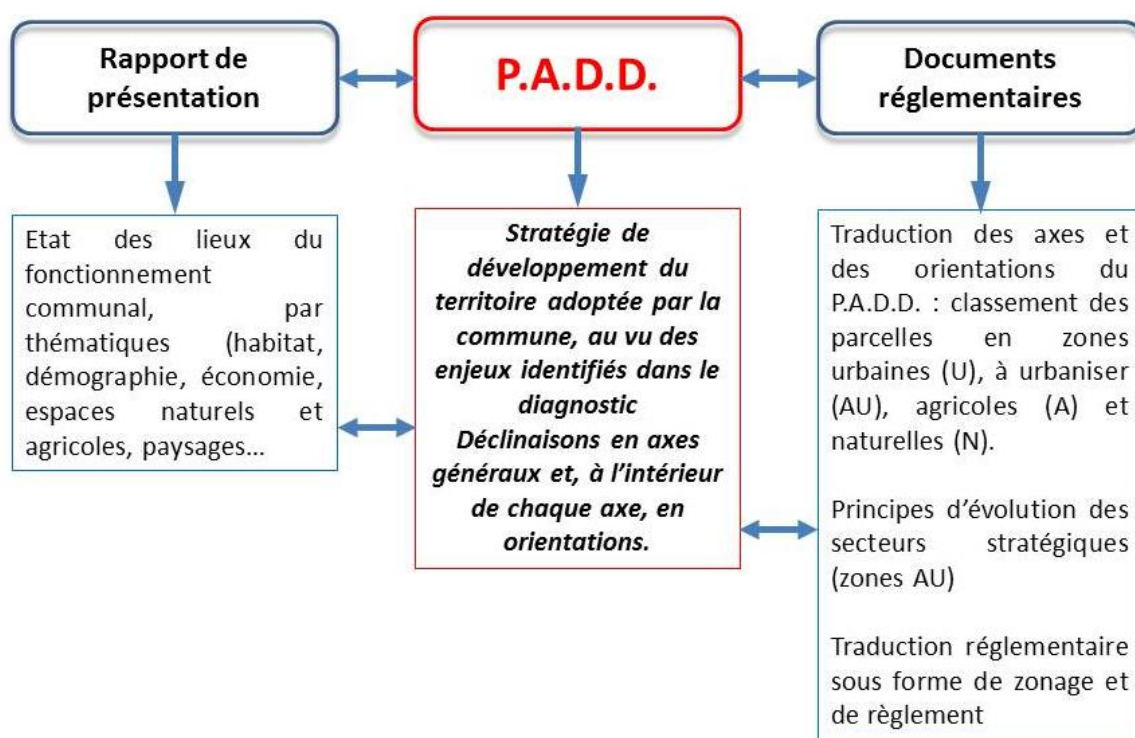 Rapport de
présentation
P.A.D.D.
Documents
réglementaires
Etat des lieux du
fonctionnement
communal, par
thématiques (habitat,
démographie, économie,
espaces naturels et
agricoles, paysages...
Stratégie de
développement du
territoire adoptée par la
commune, au vu des
enjeux identifiés dans le
diagnostic
Déclinaisons en axes
généraux et, à l’intérieur
de chaque axe, en
orientations.
Traduction des axes et
des orientations du
P.A.D.D. : classement des
parcelles en zones
urbaines (U), à urbaniser
(AU), agricoles (A) et
naturelles (N).
Principes d’évolution des
secteurs stratégiques
(zones AU)
Traduction réglementaire
sous forme de zonage et
de règlement